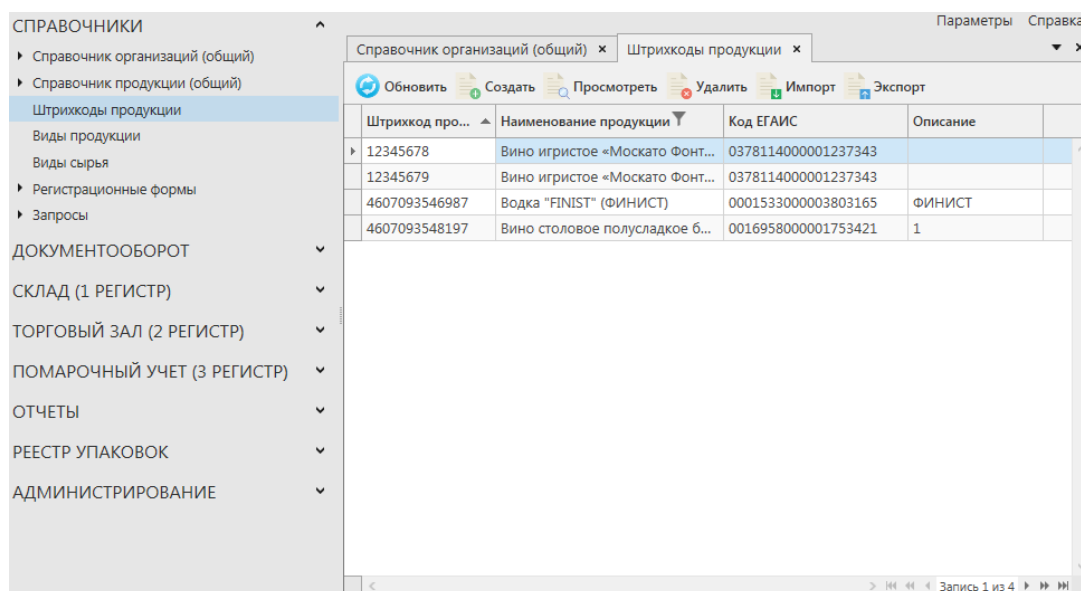 СПРАВОЧНИКИ
Справочник организаций (общий)
Справочник продукции (общий)
Штрихкоды продукции
Виды продукции
Виды сырья
Регистрационные формы
Запросы
ДОКУМЕНТООБОРОТ
СКЛАД (1 РЕГИСТР)
ТОРГОВЫЙ ЗАЛ (2 РЕГИСТР)
ПОМАРОЧНЫЙ УЧЕТ (3 РЕГИСТР)
ОТЧЕТЫ
РЕЕСТР УПАКОВОК
АДМИНИСТРИРОВАНИЕ
Параметры Справка
Справочник организаций (общий) × Штрихкоды продукции ×
Обновить Создать Просмотреть Удалить Импорт Экспорт
Штрихкод про... Наименование продукции Код ЕГАИС Описание
12345678 Вино игристое «Москато Фонт... 0378114000001237343
12345679 Вино игристое «Москато Фонт... 0378114000001237343
4607093546987 Водка "FINIST" (ФИНИСТ) 0001533000003803165 ФИНИСТ
4607093548197 Вино столовое полусладкое б... 0016958000001753421 1
Запись 1 из 4